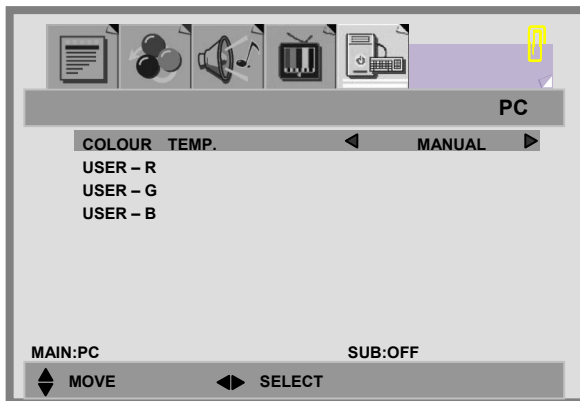 PC
COLOUR TEMP. MANUAL
USER – R
USER – G
USER – B
MAIN:PC SUB:OFF
MOVE SELECT